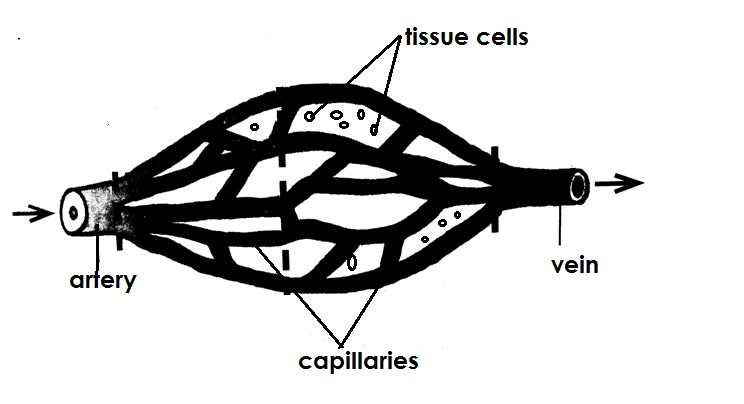 tissue cells
artery
vein
capillaries